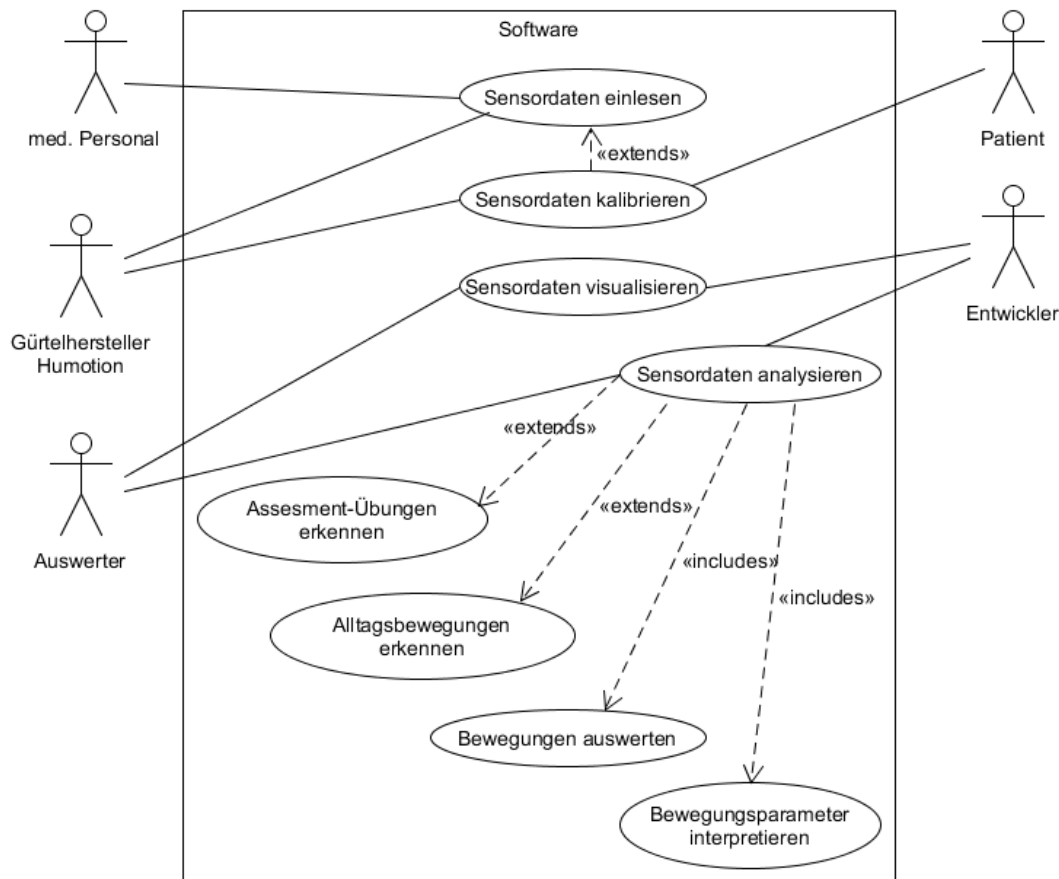 Software
Sensordaten einlesen
med. Personal
Patient
«extends»
Sensordaten kalibrieren
Sensordaten visualisieren
Gürtelhersteller
Humotion
Entwickler
Sensordaten analysieren
«extends»
Assesment-Übungen
erkennen
«extends»
Auswerter
«includes»
«includes»
Alltagsbewegungen
erkennen
Bewegungen auswerten
Bewegungsparameter
interpretieren